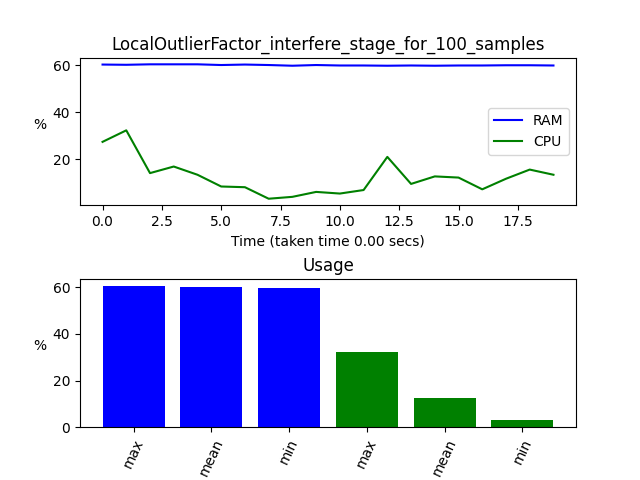 LocalOutlierFactor_interfere_stage_for_100_samples
60
40
20
%
RAM
CPU
0.0 2.5 5.0 7.5 10.0 12.5 15.0 17.5
Time (taken time 0.00 secs)
Usage
60
40
20
0
%
max mean min max mean min